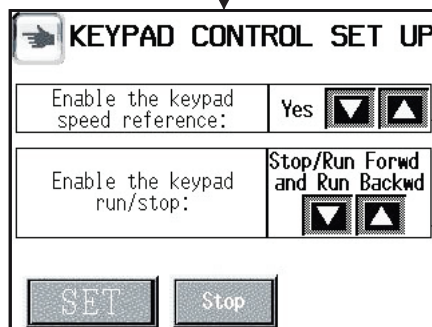 KEYPAD CONTROL SET UP
Enable the keypad
speed reference:
Yes
Enable the keypad
run/stop:
Stop/Run Forwd
and Run Backwd
SET
Stop